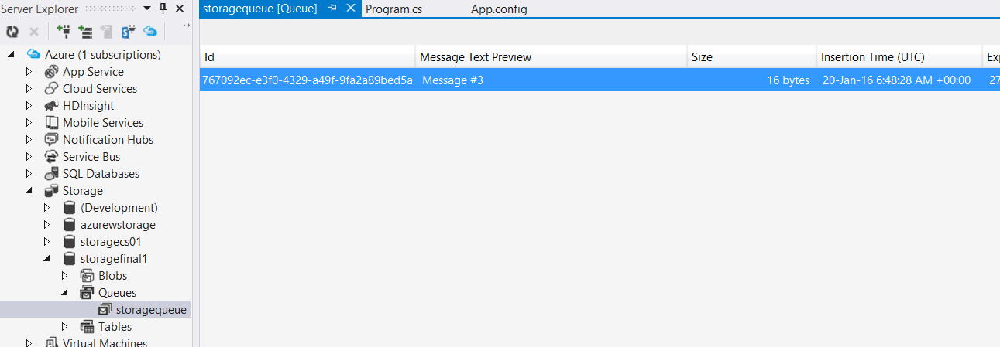 Server Explorer
storagequeue [Queue] Program.cs App.config
Azure (1 subscriptions)
App Service
Cloud Services
HDInsight
Mobile Services
Notification Hubs
Service Bus
SQL Databases
Storage
(Development)
azurewstorage
storagecs01
storagefinal1
Blobs
Queues
storagequeue
Tables
Virtual Machines
Id Message Text Preview Size Insertion Time (UTC) Exp
767092ec-e3f0-4329-a49f-9fa2a89bed5a Message #3 16 bytes 20-Jan-16 6:48:28 AM +00:00 27